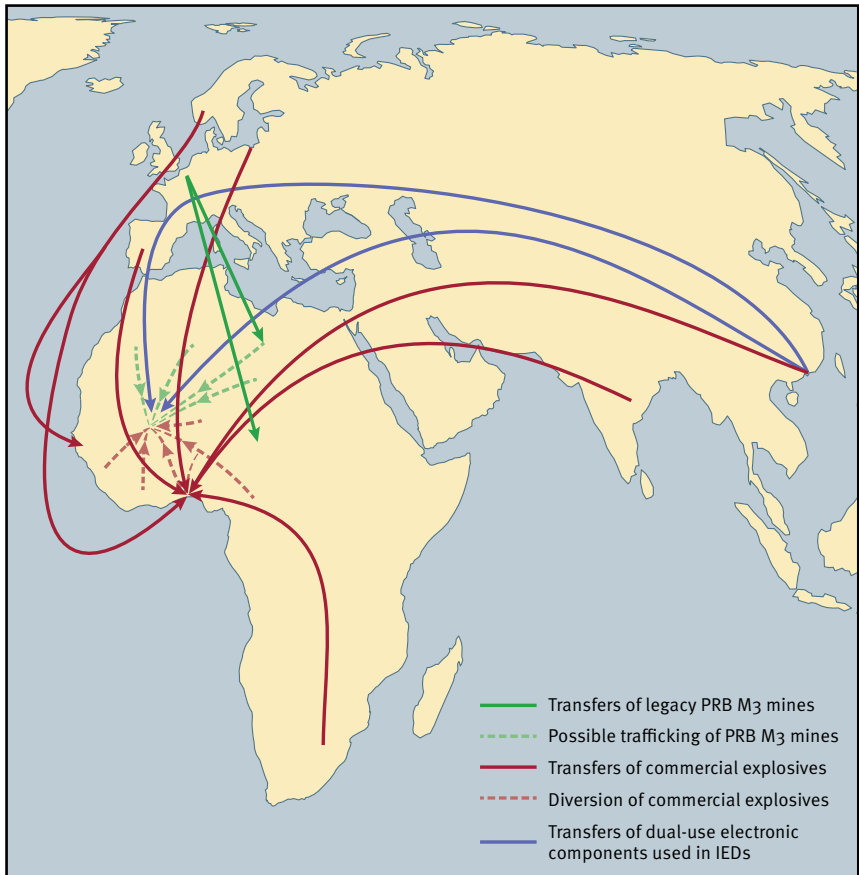 Transfers of legacy PRB M3 mines
Possible trafficking of PRB M3 mines
Transfers of commercial explosives
Diversion of commercial explosives
Transfers of dual-use electronic
components used in IEDs